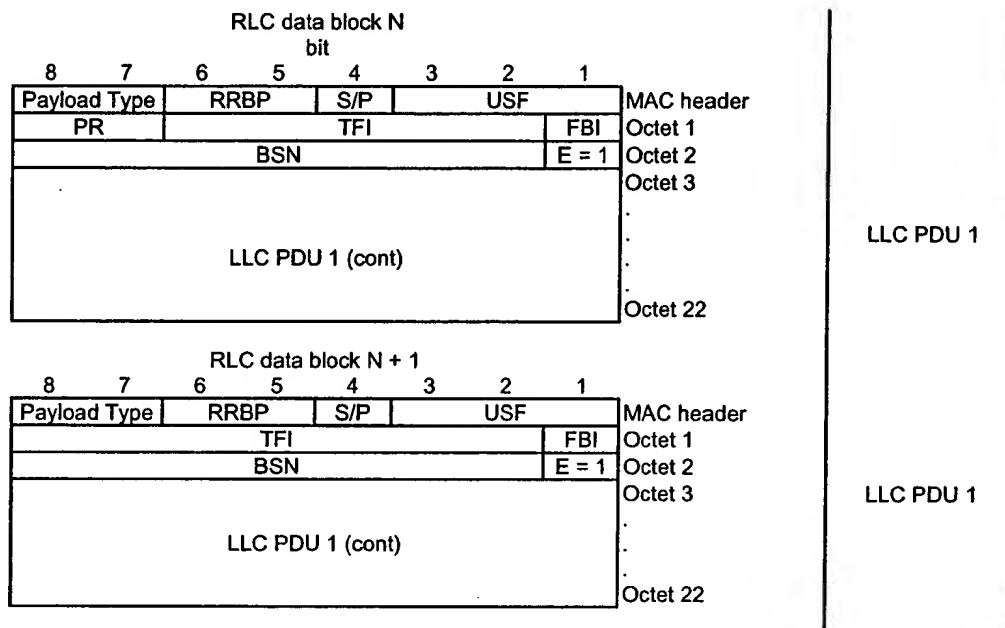 RLC data block N
bit
8 7 6 5 4 3 2 1
Payload Type RRBP S/P USF MAC header
PR TFI FBI Octet 1
BSN E = 1 Octet 2
Octet 3
.
.
LLC PDU 1
LLC PDU 1 (cont)
.
.
Octet 22
RLC data block N + 1
8 7 6 5 4 3 2 1
Payload Type RRBP S/P USF MAC header
TFI FBI Octet 1
BSN E = 1 Octet 2
Octet 3 LLC PDU 1
.
LLC PDU 1 (cont)
.
.
Octet 22